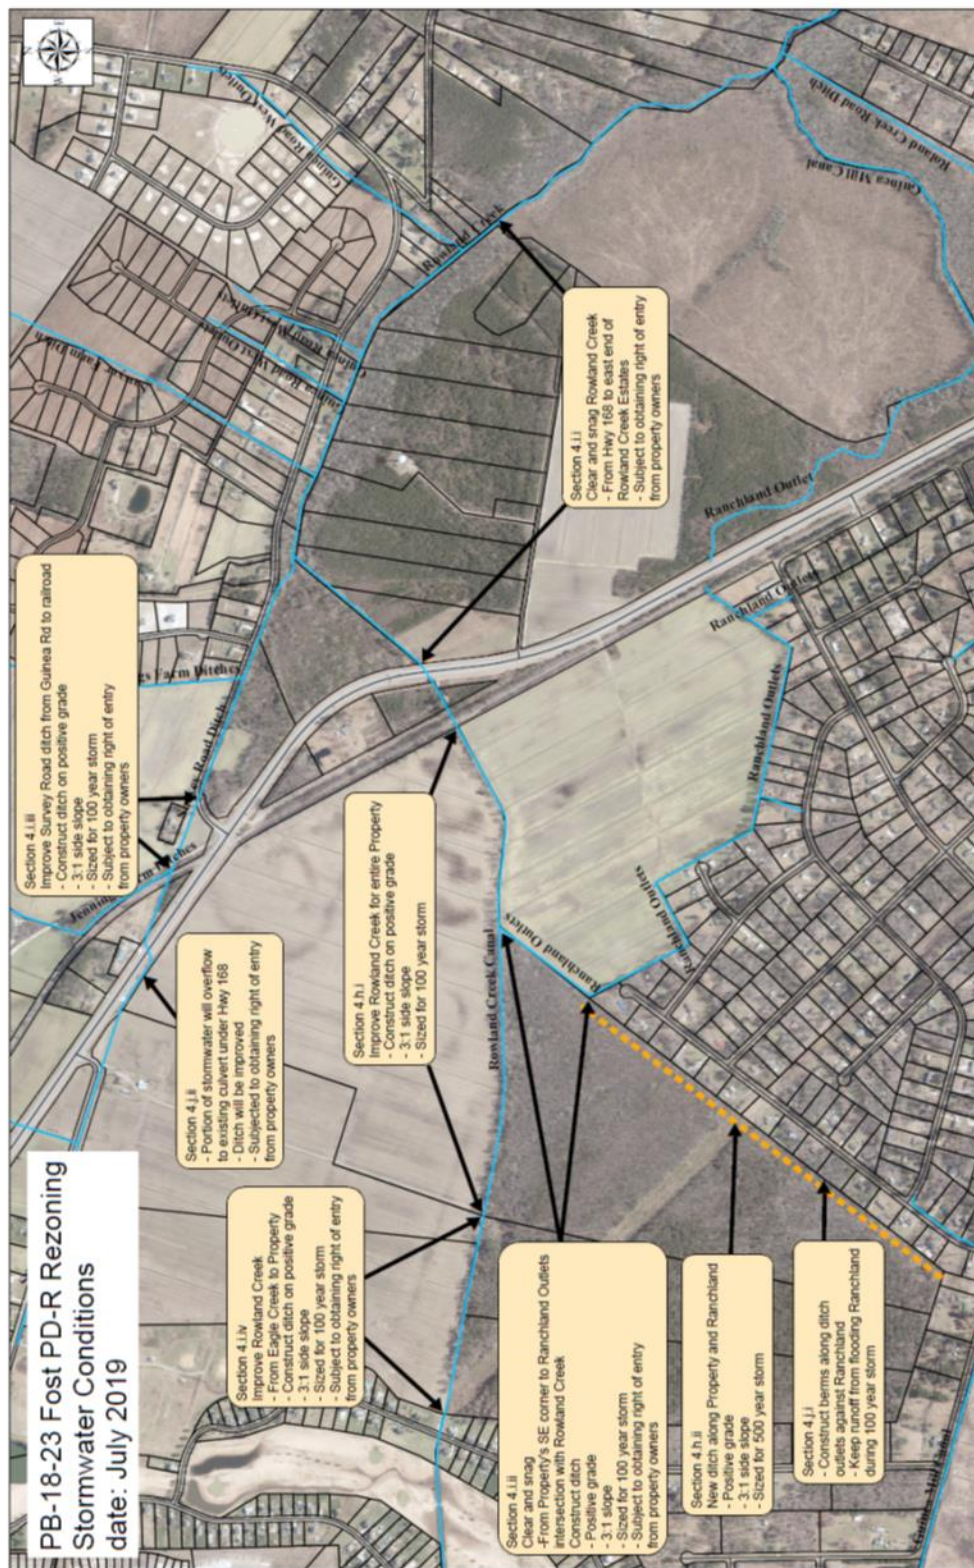 PB-18-23 Fost PD-R Rezoning
Stormwater Conditions
date: July 2019
Section 4.i.iv
Improve Rowland Creek
- From Eagle Creek to Property
- Construct ditch on positive grade
- 3:1 side slope
- Sized for 100 year storm
- Subject to obtaining right of entry
from property owners
Section 4.j.ii
- Portion of stormwater will overflow
to existing culvert under Hwy 168
- Ditch will be improved
- Subjected to obtaining right of entry
from property owners
Section 4.i.iii
Improve Survey Road ditch from Guinea Rd to railroad
- Construct ditch on positive grade
- 3:1 side slope
- Sized for 100 year storm
- Subject to obtaining right of entry
from property owners
Section 4.h.i
Improve Rowland Creek for entire Property
- Construct ditch on positive grade
- 3:1 side slope
- Sized for 100 year storm
Section 4.i.i
Clear and snag Rowland Creek
- From Hwy 168 to east end of
Rowland Creek Estates
- Subject to obtaining right of entry
from property owners
Section 4.i.ii
Clear and snag
-From Property's SE corner to Ranchland Outlets
intersection with Rowland Creek
Construct ditch
- Positive grade
- 3:1 slope
- Sized for 100 year storm
- Subject to obtaining right of entry
from property owners
Section 4.h.ii
New ditch along Property and Ranchland
- Positive grade
- 3:1 side slope
- Sized for 500 year storm
Section 4.j.i
- Construct berms along ditch
outlets against Ranchland
- Keep runoff from flooding Ranchland
suring 100 year storm
Rowland Creek Canal
Ranchland Outlets
Ranchland Outlets
Ranchland Outlets
Ranchland Outlets
Ranchland Outlet
Guinea Mill Canal
Roland Creek Road Ditch
Farm Ditches
Road Ditch